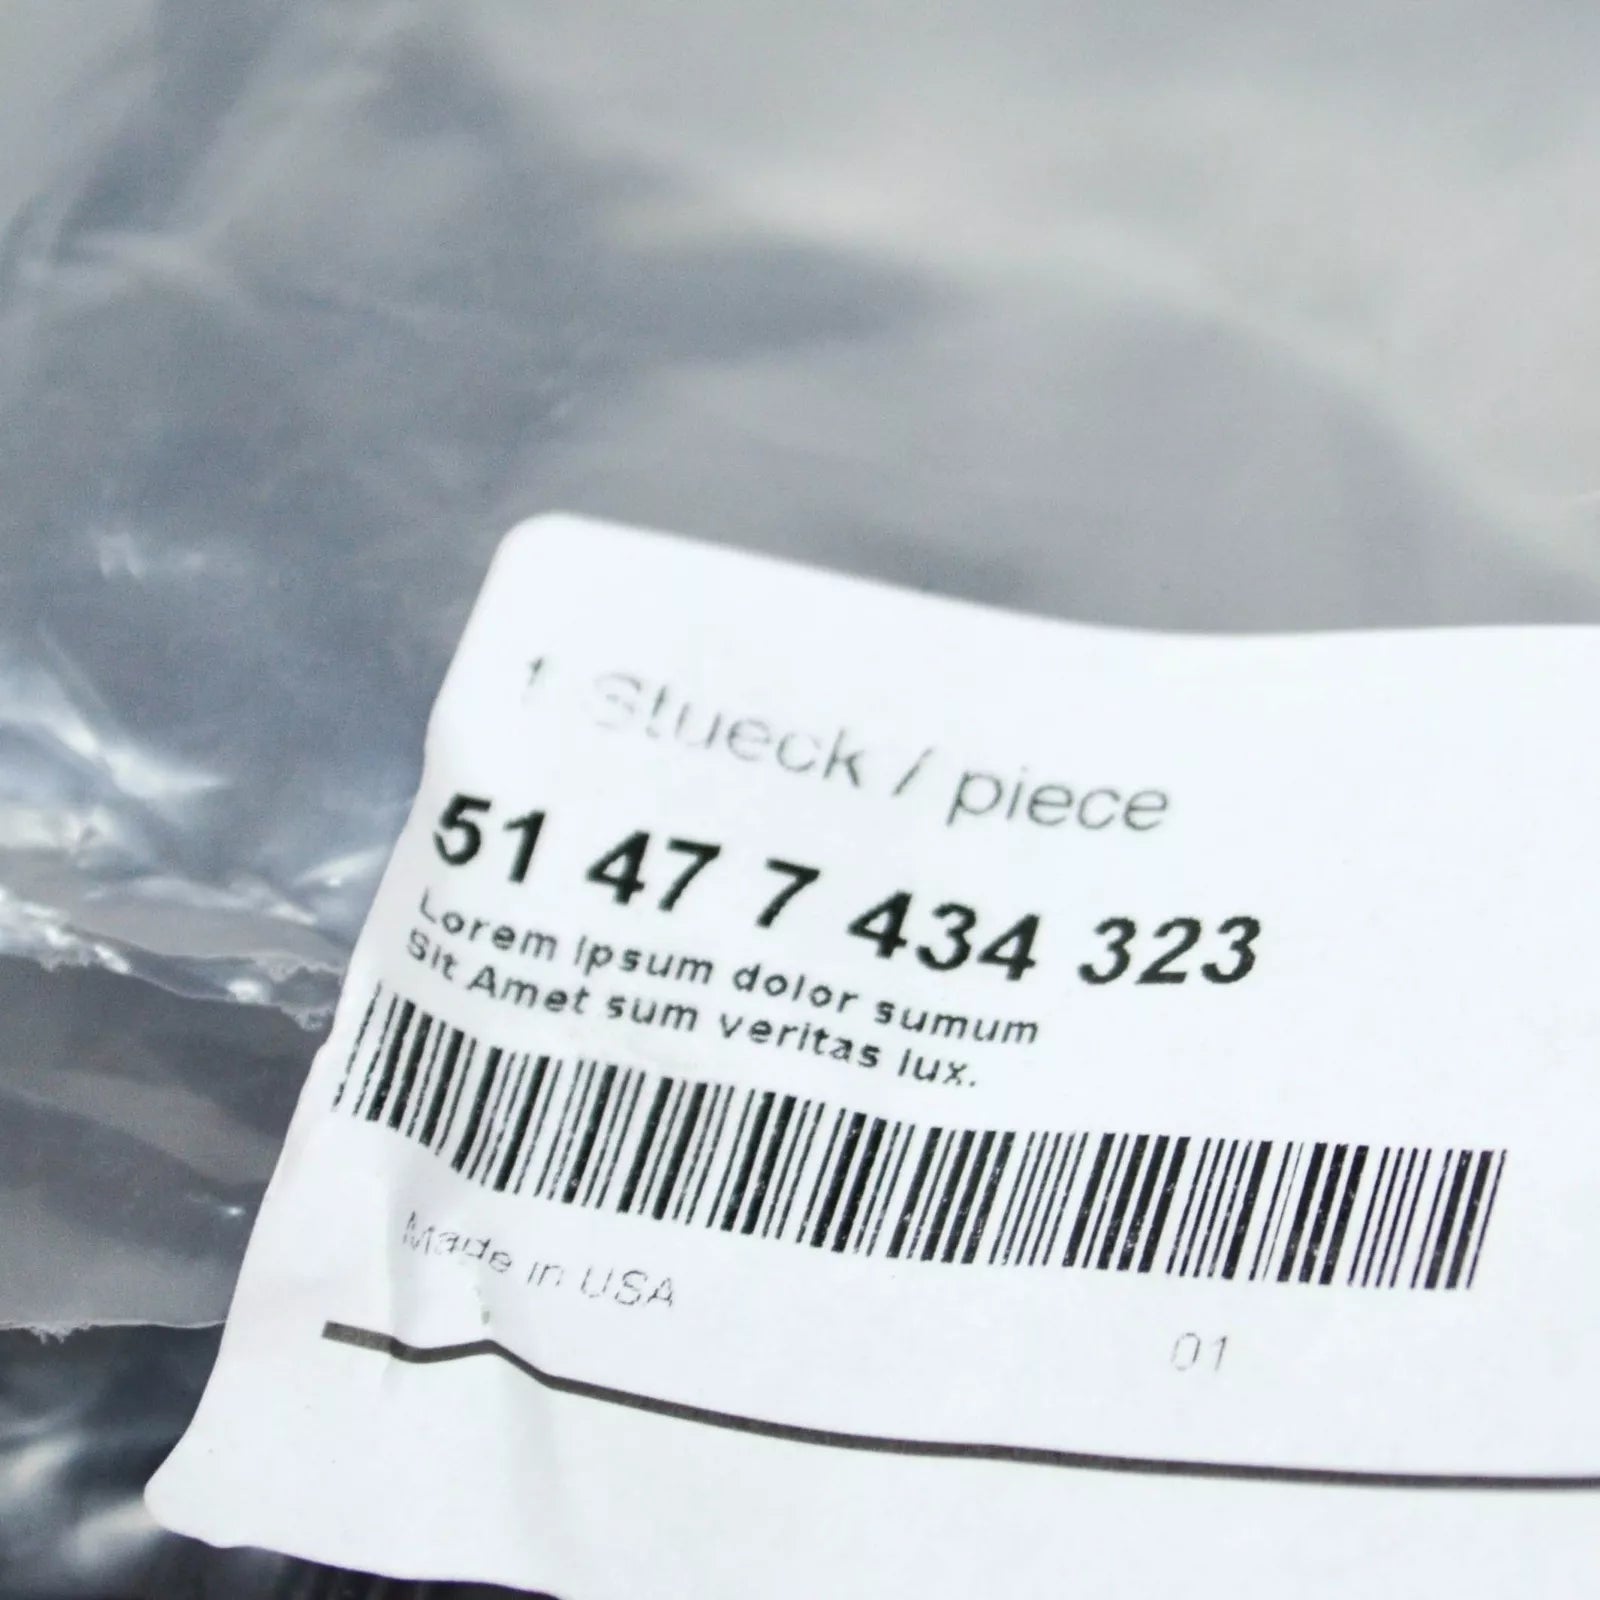 1 Stueck / piece
51 47 7 434 323
Lorem ipsum dolor sumum
Sit Amet sum veritas lux.
Made in USA
01